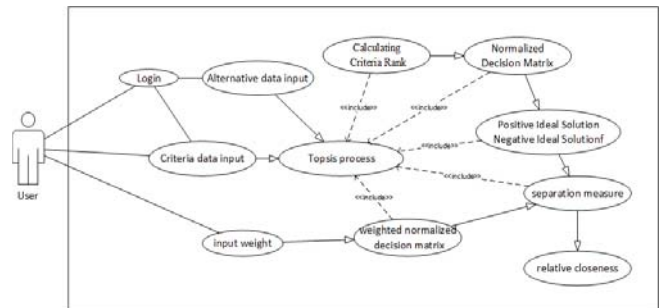 Calculating
Criteria Rank
Normalized
Decision Matrix
Login
Alternative data input
<<include>>
<<include>>
Positive Ideal Solution
Negative Ideal Solutionf
<<include>>
Criteria data input
Topsis process
<<include>>
User
<<include>>
separation measure
weighted normalized
decision matrix
input weight
relative closeness